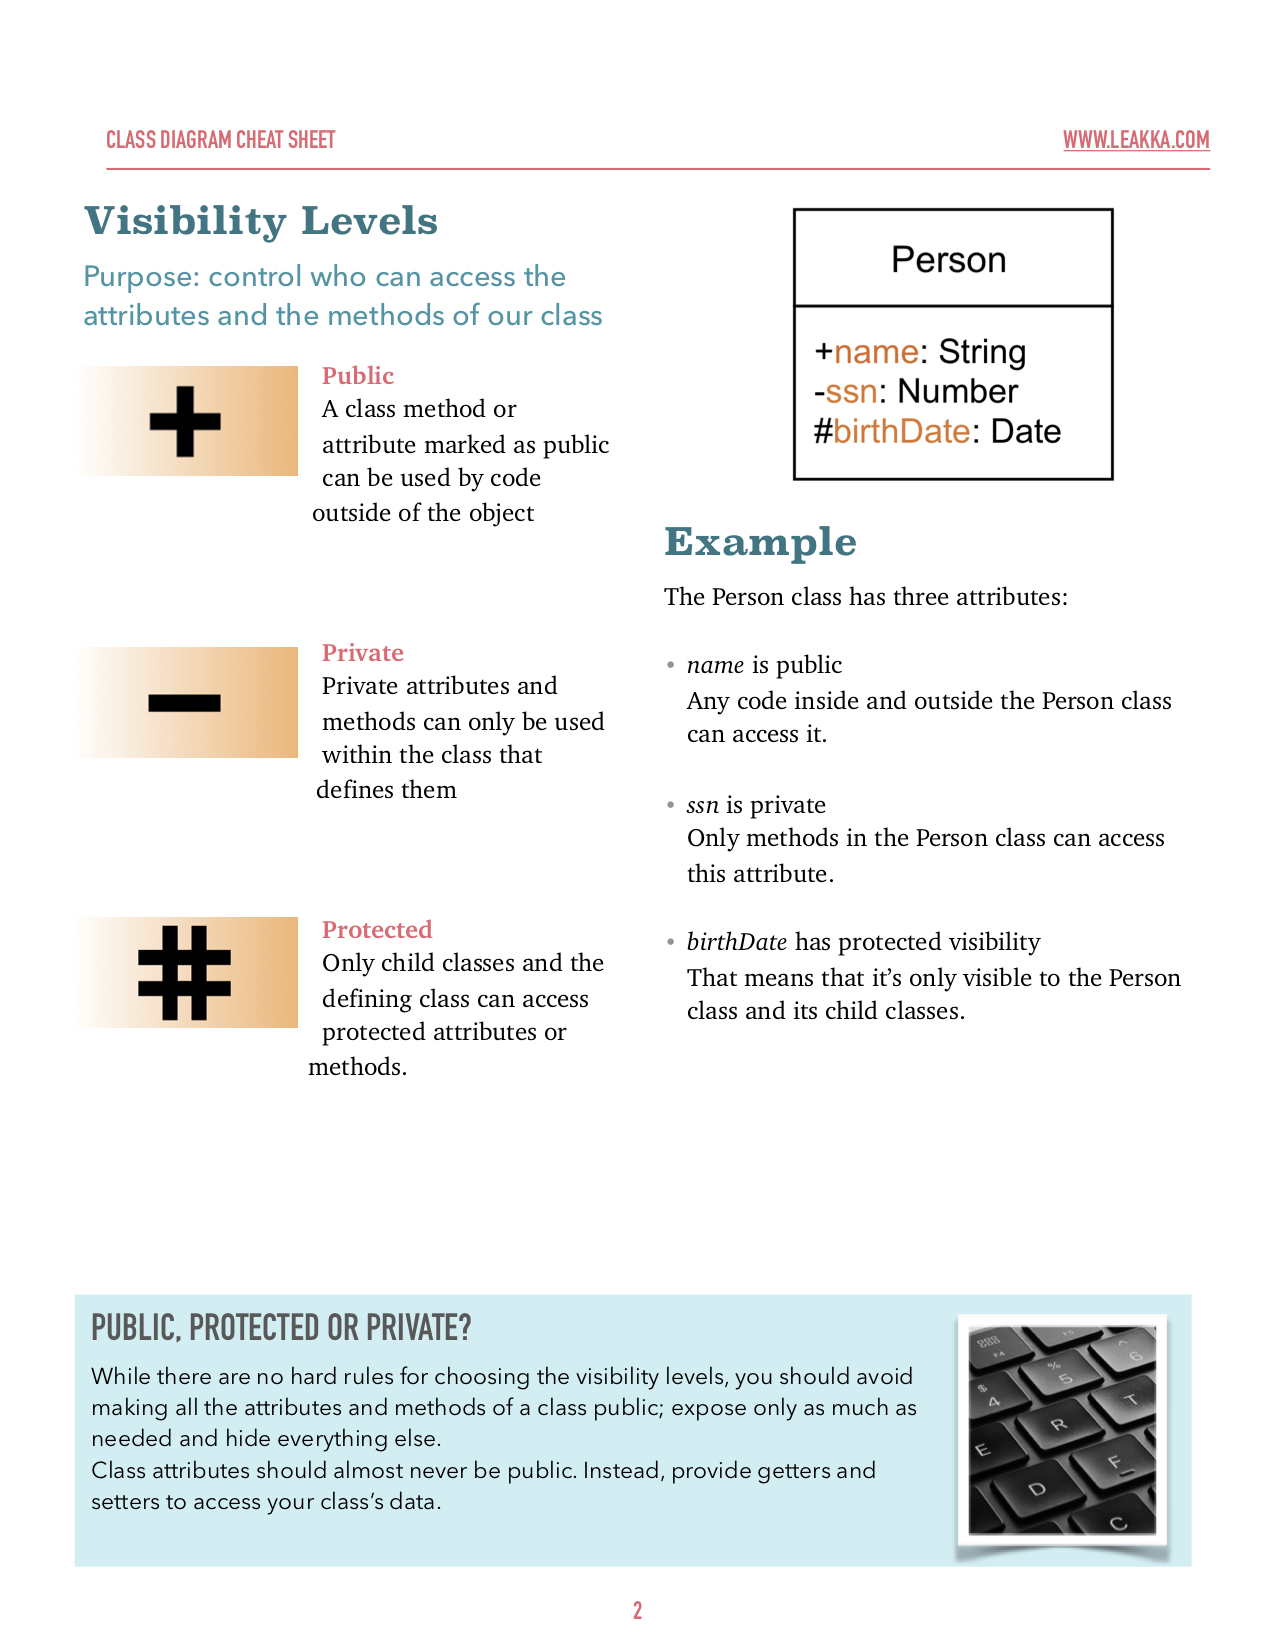 CLASS DIAGRAM CHEAT SHEET
WWW.LEAKKA.COM
Visibility Levels
Purpose: control who can access the
attributes and the methods of our class
+
Public
A class method or
attribute marked as public
can be used by code
outside of the object
−
Private
Private attributes and
methods can only be used
within the class that
defines them
#
Protected
Only child classes and the
defining class can access
protected attributes or
methods.
Person
+name: String
-ssn: Number
#birthDate: Date
Example
The Person class has three attributes:
• name is public
Any code inside and outside the Person class
can access it.
• ssn is private
Only methods in the Person class can access
this attribute.
• birthDate has protected visibility
That means that it’s only visible to the Person
class and its child classes.
PUBLIC, PROTECTED OR PRIVATE?
While there are no hard rules for choosing the visibility levels, you should avoid
making all the attributes and methods of a class public; expose only as much as
needed and hide everything else.
Class attributes should almost never be public. Instead, provide getters and
setters to access your class’s data.
F4
F5
^
6
%
5
$
4
T
R
E
F
D
C
2